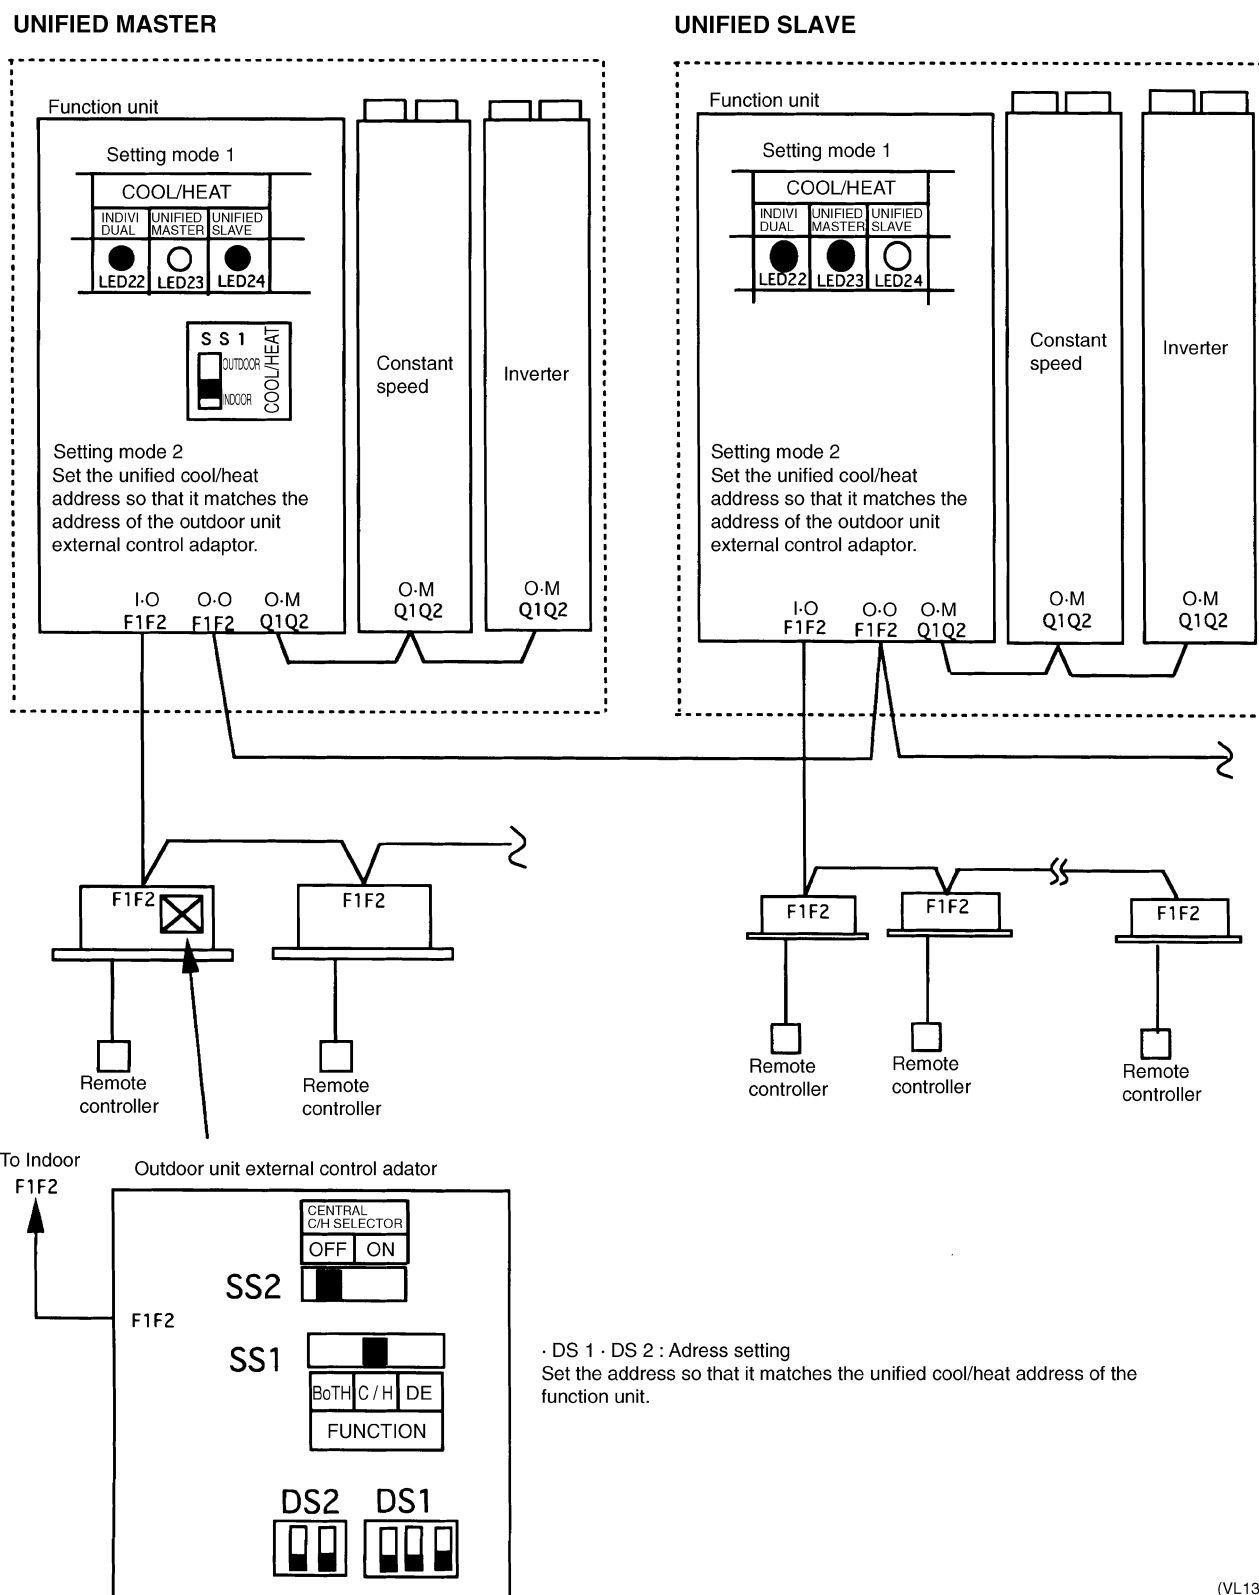 UNIFIED MASTER
Function unit
Setting mode 1
COOL/HEAT
INDIVI
DUAL
UNIFIED
MASTER
UNIFIED
SLAVE
LED22
LED23
LED24
S S 1
OUTDOOR
INDOOR
COOL/HEAT
Setting mode 2
Set the unified cool/heat
address so that it matches the
address of the outdoor unit
external control adaptor.
I·O
F1F2
O·O
F1F2
O·M
Q1Q2
Constant
speed
O·M
Q1Q2
Inverter
O·M
Q1Q2
UNIFIED SLAVE
Function unit
Setting mode 1
COOL/HEAT
INDIVI
DUAL
UNIFIED
MASTER
UNIFIED
SLAVE
LED22
LED23
LED24
Setting mode 2
Set the unified cool/heat
address so that it matches the
address of the outdoor unit
external control adaptor.
I·O
F1F2
O·O
F1F2
O·M
Q1Q2
Constant
speed
O·M
Q1Q2
Inverter
O·M
Q1Q2
F1F2
F1F2
Remote
controller
Remote
controller
F1F2
F1F2
F1F2
Remote
controller
Remote
controller
Remote
controller
To Indoor
F1F2
Outdoor unit external control adator
CENTRAL
C/H SELECTOR
OFF
ON
SS2
F1F2
SS1
BoTH
C / H
DE
FUNCTION
DS2
DS1
· DS 1 · DS 2 : Adress setting
Set the address so that it matches the unified cool/heat address of the
function unit.
(VL13